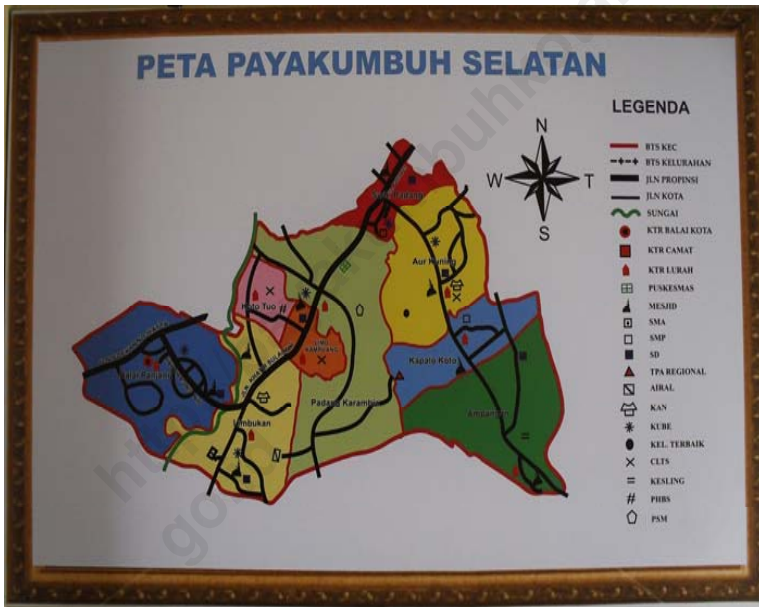 PETA PAYAKUMBUH SELATAN
LEGENDA
BTS KEC
BTS KELURAHAN
JLN PROPINSI
JLN KOTA
SUNGAI
KTR BALAI KOTA
KTR CAMAT
KTR LURAH
PUSKESMAS
MESJID
SMA
SMP
SD
TPA REGIONAL
AIRAL
KAN
KUBE
KEL. TERBAIK
CLTS
KESLING
PHBS
PSM
N
W
T
S
Aur Kuning
Koto Tuo
Kapalo Koto
Padang Karambia
Limbukan